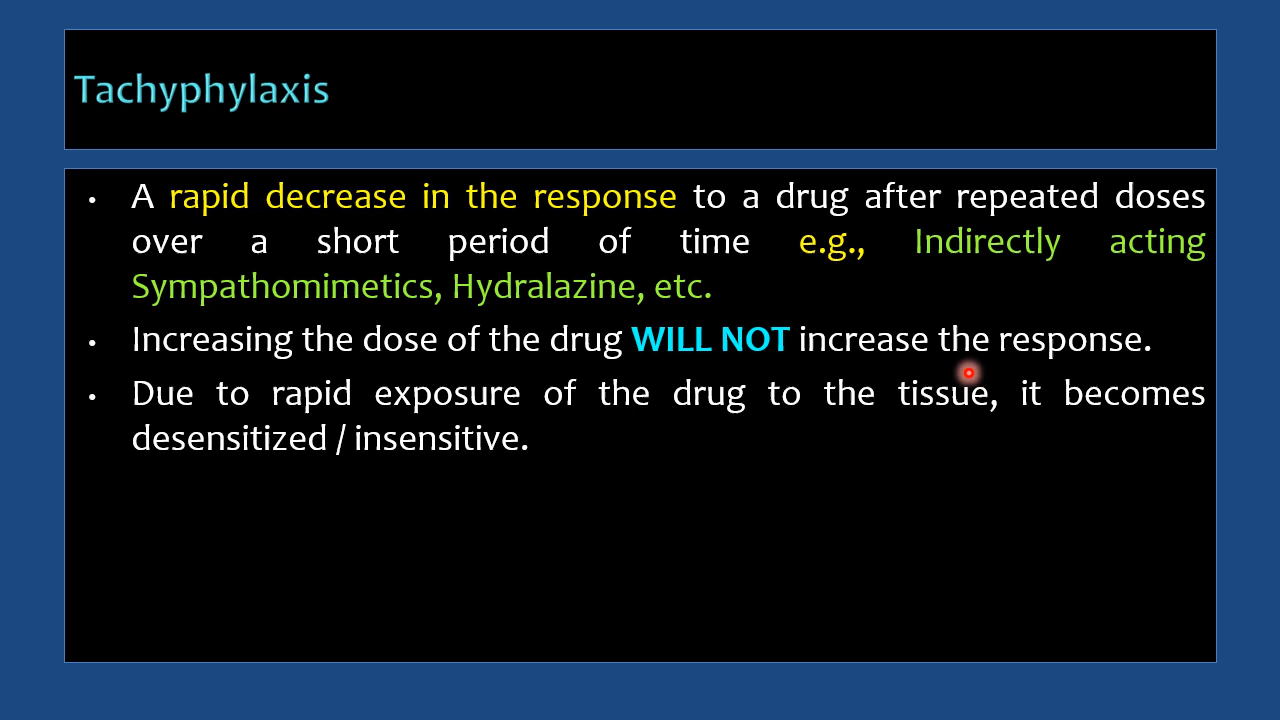 Tachyphylaxis
• A rapid decrease in the response to a drug after repeated doses
over a short period of time e.g., Indirectly acting
Sympathomimetics, Hydralazine, etc.
• Increasing the dose of the drug WILL NOT increase the response.
• Due to rapid exposure of the drug to the tissue, it becomes
desensitized / insensitive.